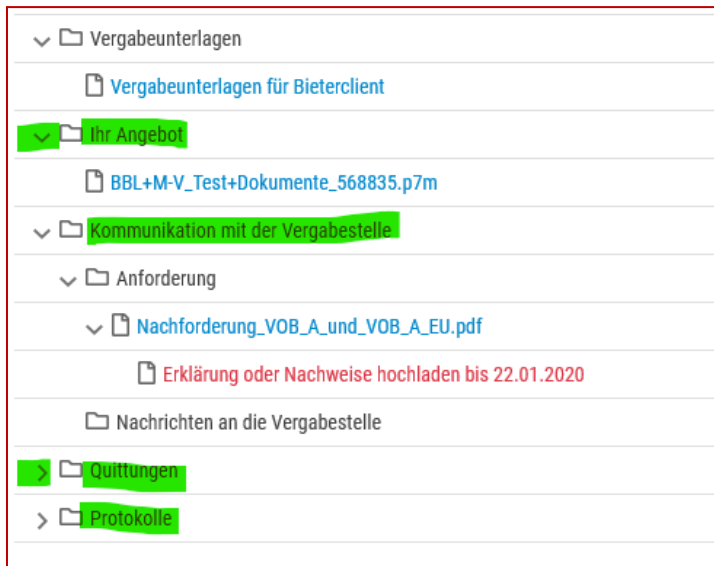 Vergabeunterlagen
Vergabeunterlagen für Bieterclient
Ihr Angebot
BBL+M-V_Test+Dokumente_568835.p7m
Kommunikation mit der Vergabestelle
Anforderung
Nachforderung_VOB_A_und_VOB_A_EU.pdf
Erklärung oder Nachweise hochladen bis 22.01.2020
Nachrichten an die Vergabestelle
Quittungen
Protokolle